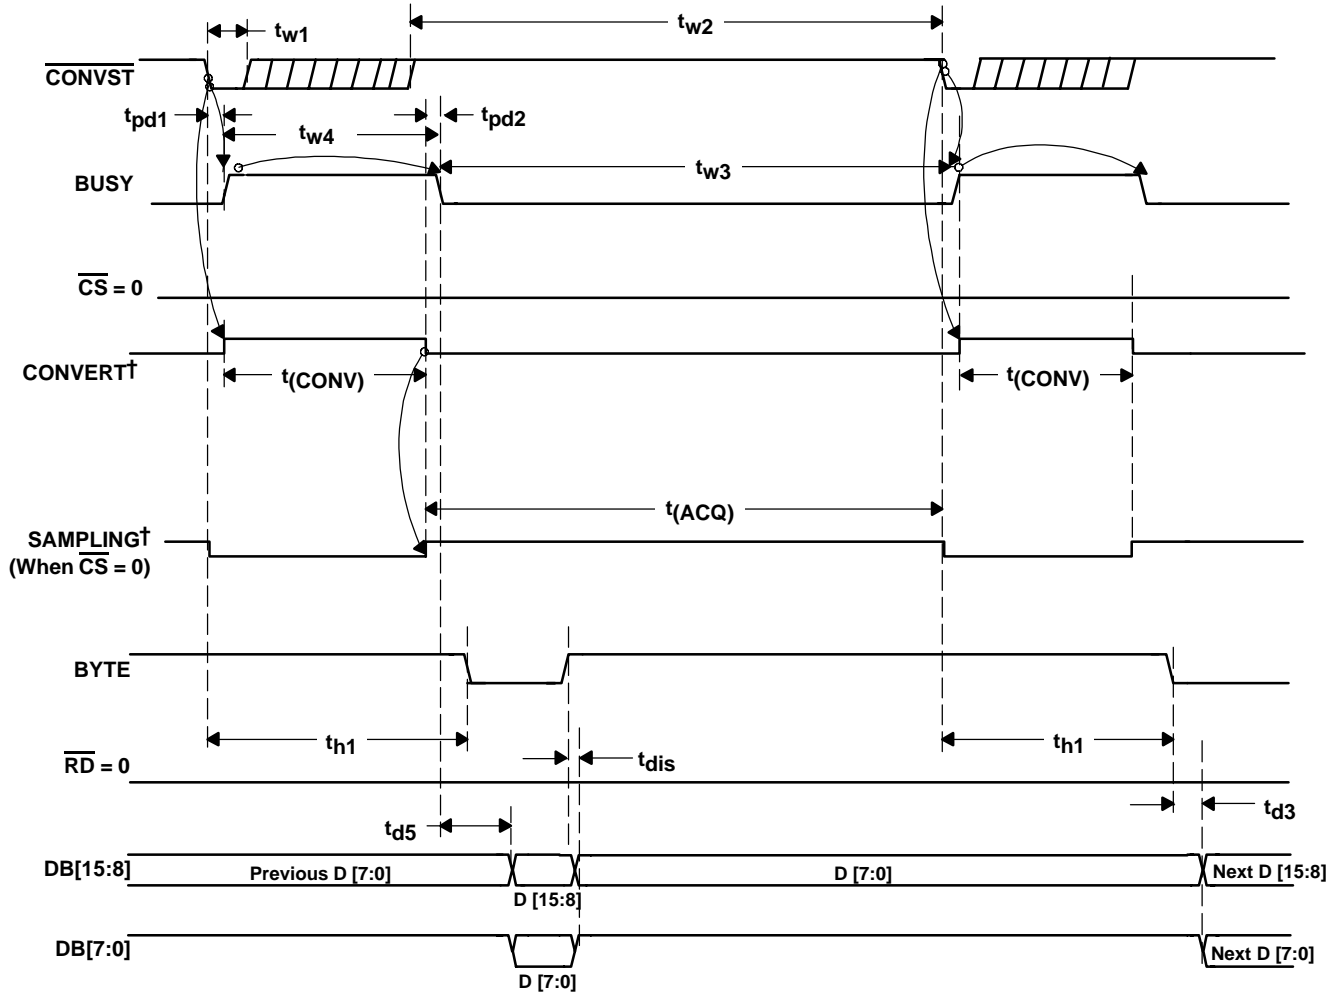 tw1
tw2
CONVST
tpd1
tw4
tpd2
tw3
BUSY
CS = 0
CONVERT†
t(CONV)
t(CONV)
t(ACQ)
SAMPLING†
(When CS = 0)
BYTE
th1
th1
RD = 0
tdis
td3
td5
DB[15:8]
Previous D [7:0]
D [15:8]
D [7:0]
Next D [15:8]
DB[7:0]
D [7:0]
Next D [7:0]